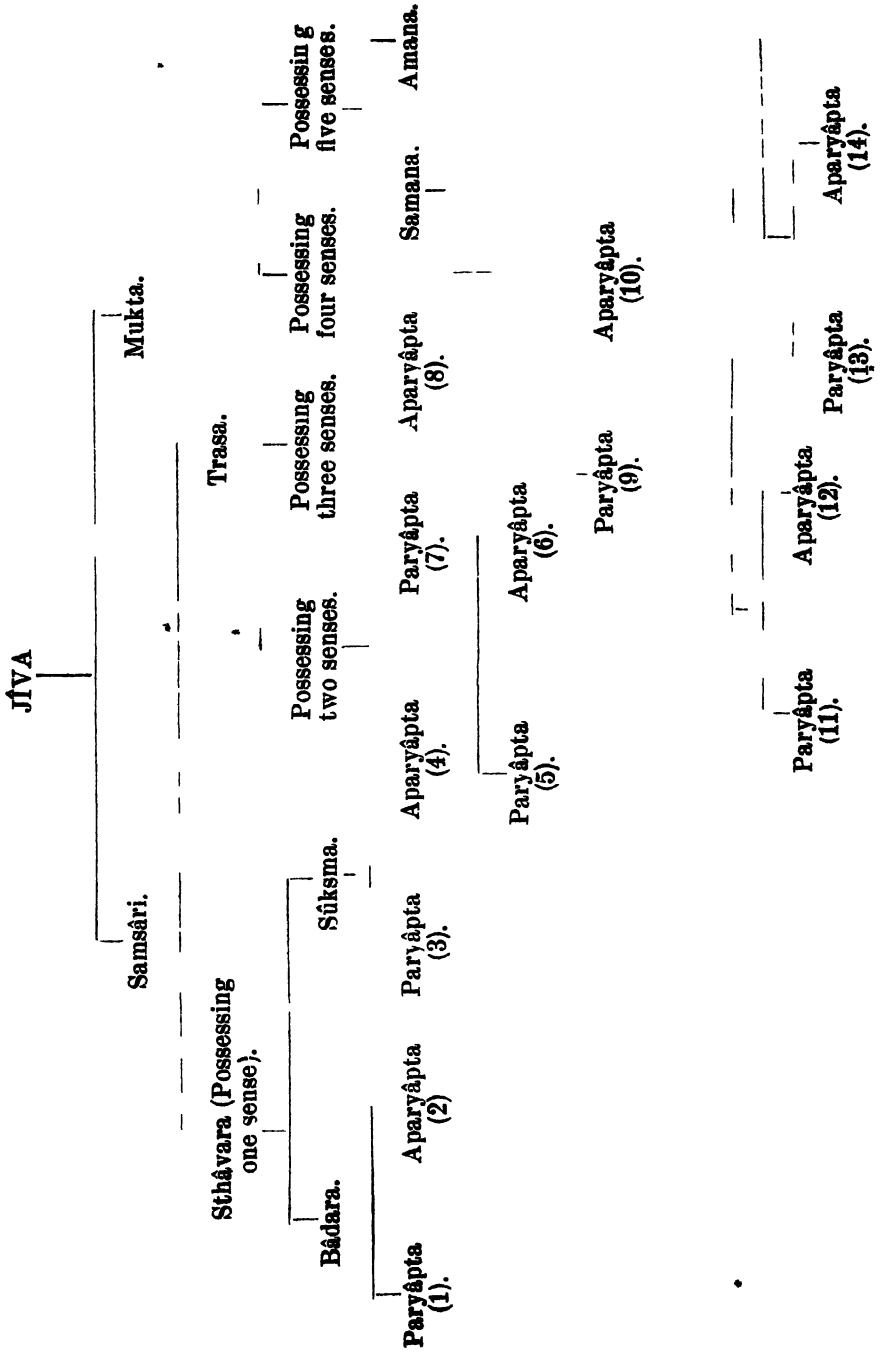 JÎVA
Samsâri.
Mukta.
Sthâvara (Possessing
one sense).
Trasa.
Bâdara.
Sûksma.
Possessing
two senses.
Possessing
three senses.
Possessing
four senses.
Possessing
five senses.
Paryâpta
(1).
Aparyâpta
(2)
Paryâpta
(3).
Aparyâpta
(4).
Paryâpta
(7).
Aparyâpta
(8).
Samana.
Amana.
Paryâpta
(5).
Aparyâpta
(6).
Paryâpta
(9).
Aparyâpta
(10).
Paryâpta
(11).
Aparyâpta
(12).
Paryâpta
(13).
Aparyâpta
(14).